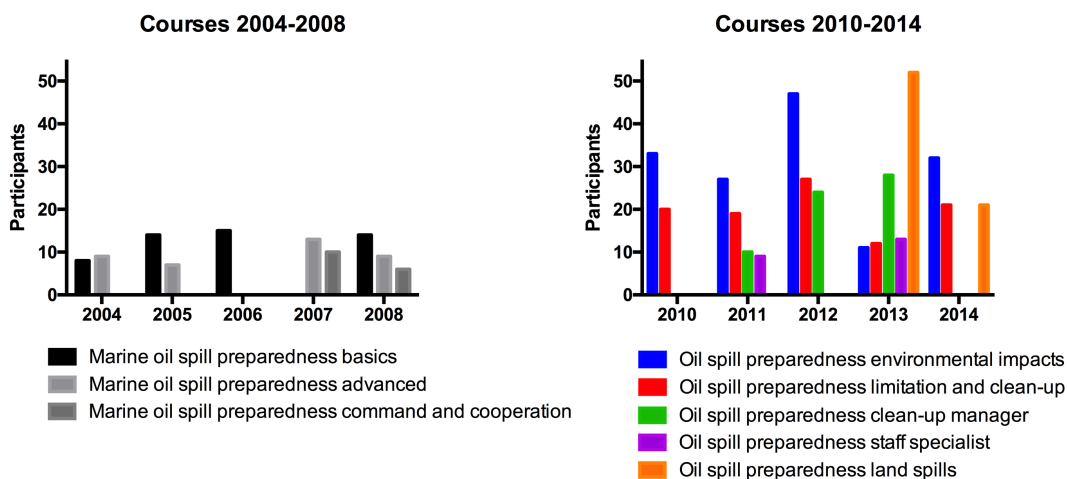 Courses 2004-2008
Participants
50
40
30
20
10
0
2004 2005 2006 2007 2008
Marine oil spill preparedness basics
Marine oil spill preparedness advanced
Marine oil spill preparedness command and cooperation
Courses 2010-2014
Participants
50
40
30
20
10
0
2010 2011 2012 2013 2014
Oil spill preparedness environmental impacts
Oil spill preparedness limitation and clean-up
Oil spill preparedness clean-up manager
Oil spill preparedness staff specialist
Oil spill preparedness land spills